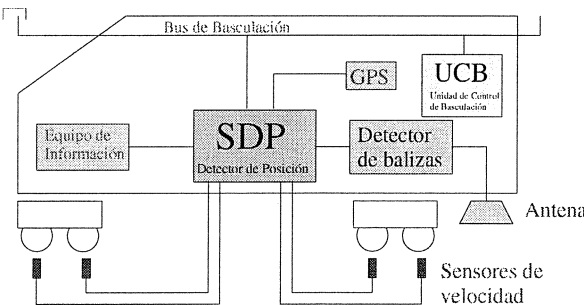 Bus de Basculación
GPS
UCB
Unidad de Control
de Basculación
Equipo de
Información
SDP
Detector de Posición
Detector
de balizas
Antena
Sensores de
velocidad